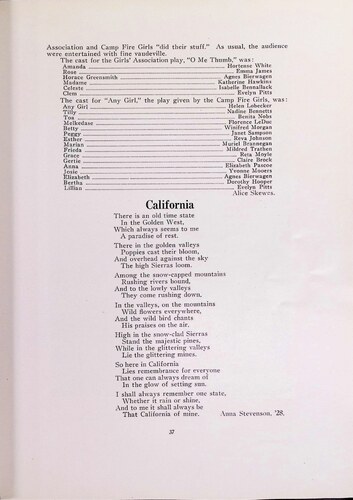 Association and Camp Fire Girls "did their stuff." As usual, the audience
were entertained with fine vaudeville.
The cast for the Girls' Association play, "O Me Thumb," was:
Amanda Hortense White
Rose Emma James
Horace Greensmith Agnes Bierwagen
Madame Katherine Hawkins
Celeste Isabelle Bennallack
Clem Evelyn Pitts
The cast for "Any Girl," the play given by the Camp Fire Girls, was:
Any Girl Helen Lobecker
Tilly Nadine Bennetts
Tou Bonita Nobs
Melkedase Florence LeDuc
Betty Winifred Morgan
Peggy Janet Sampson
Esther Reva Johnson
Marian Muriel Brannegan
Frieda Mildred Trathen
Grace Reta Moyle
Gertie Claire Brock
Anna Elizabeth Pascoe
Janie Yvonne Mooers
Elizabeth Agnes Bierwagen
Bertha Dorothy Hooper
Lillian Evelyn Pitts
Alice Skewes.
California
There is an old time state
In the Golden West,
Which always seems to me
A paradise of rest.
There in the golden valleys
Poppies cast their bloom,
And overhead against the sky
The high Sierras loom.
Among the snow-capped mountains
Rushing rivers bound,
And to the lowly valleys
They come rushing down.
In the valleys, on the mountains
Wild flowers everywhere,
And the wild bird chants
His praises on the air.
High in the snow-clad Sierras
Stand the majestic pines,
While in the glittering valleys
Lie the glittering mines.
So here in California
Lies remembrance for everyone
That one can always dream of
In the glow of setting sun.
I shall always remember one state,
Whether it rain or shine,
And to me it shall always be
That California of mine. Anna Stevenson, '28.
37